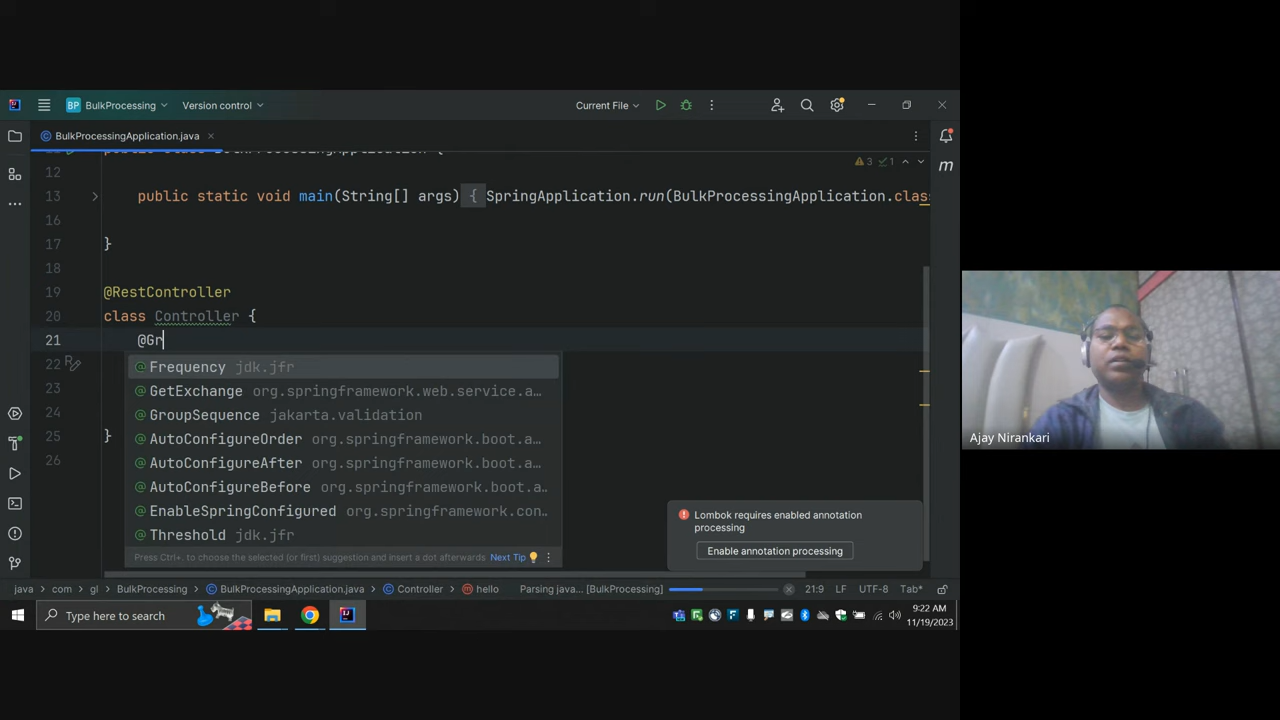 BP BulkProcessing Version control Current File
BulkProcessingApplication.java
12
13 public static void main(String[] args) { SpringApplication.run(BulkProcessingApplication.clas
16
17 }
18
19 @RestController
20 class Controller {
21 @Gr
22
23
24
25 }
26
Frequency jdk.jfr
GetExchange org.springframework.web.service.a...
GroupSequence jakarta.validation
AutoConfigureOrder org.springframework.boot.a...
AutoConfigureAfter org.springframework.boot.a...
AutoConfigureBefore org.springframework.boot.a...
EnableSpringConfigured org.springframework.con...
Threshold jdk.jfr
Press Ctrl+. to choose the selected (or first) suggestion and insert a dot afterwards Next Tip
3 1
m
Lombok requires enabled annotation
processing
Enable annotation processing
java com gl BulkProcessing BulkProcessingApplication.java Controller hello Parsing java... [BulkProcessing] 21:9 LF UTF-8 Tab*
Type here to search
9:22 AM
11/19/2023
Ajay Nirankari